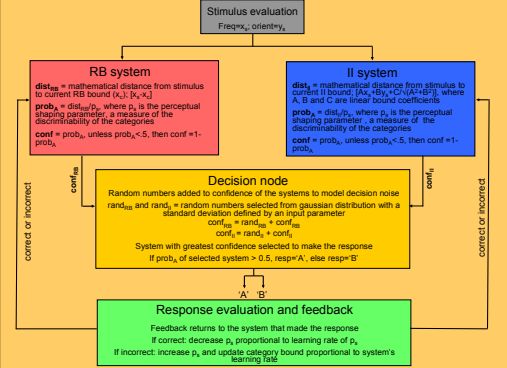 Stimulus evaluation
Freq=xs; orient=ys
RB system
distRB = mathematical distance from stimulus
to current RB bound (xc); [xs-xc]
probA = distRB/ps, where ps is the perceptual
shaping parameter , a measure of the
discriminability of the categories
conf = probA, unless probA<.5, then conf =1-
probA
II system
distII = mathematical distance from stimulus to
current II bound; [Axs+Bys+C/√(A²+B²)], where
A, B and C are linear bound coefficients
probA = distII/ps, where ps is the perceptual
shaping parameter , a measure of the
discriminability of the categories
conf = probA, unless probA<.5, then conf =1-
probA
confRB
confII
correct or incorrect
correct or incorrect
Decision node
Random numbers added to confidence of the systems to model decision noise
randRB and randII = random numbers selected from gaussian distribution with a
standard deviation defined by an input parameter
confRB = randRB + confRB
confII = randII + confII
System with greatest confidence selected to make the response
If probA of selected system > 0.5, resp='A', else resp='B'
'A' 'B'
Response evaluation and feedback
Feedback returns to the system that made the response
If correct: decrease ps proportional to learning rate of ps
If incorrect: increase ps and update category bound proportional to system's
learning rate